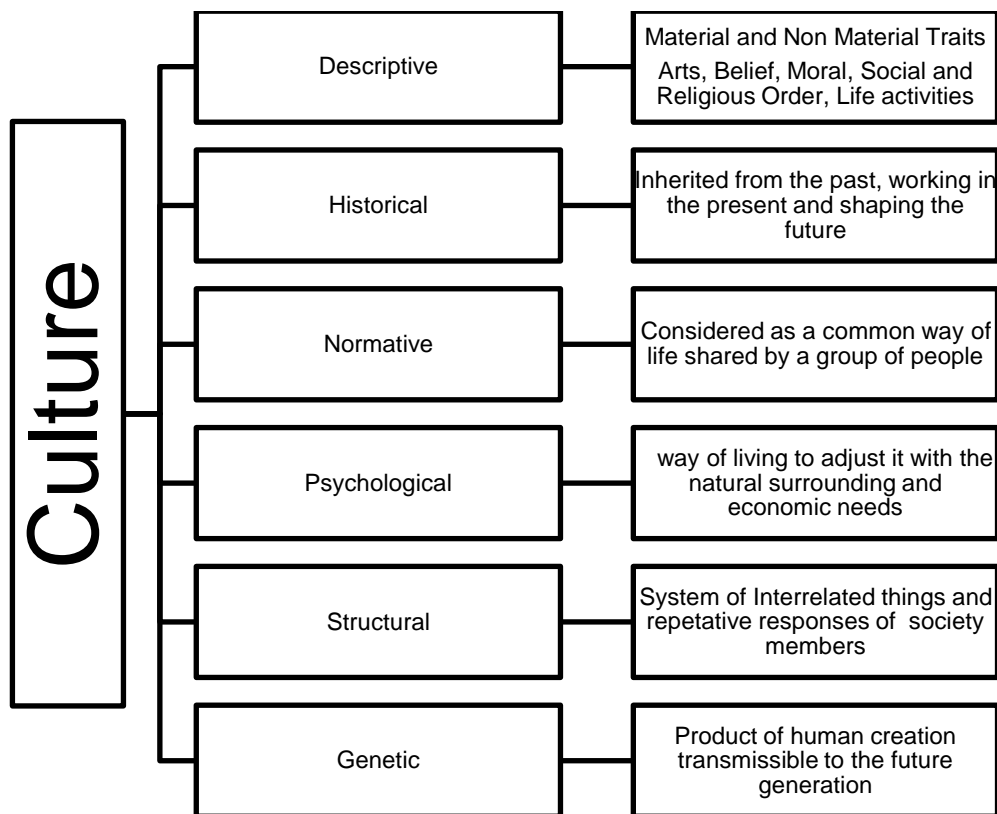 Culture
Descriptive
Material and Non Material Traits
Arts, Belief, Moral, Social and
Religious Order, Life activities
Historical
Inherited from the past, working in
the present and shaping the
future
Normative
Considered as a common way of
life shared by a group of people
Psychological
way of living to adjust it with the
natural surrounding and
economic needs
Structural
System of Interrelated things and
repetative responses of society
members
Genetic
Product of human creation
transmissible to the future
generation